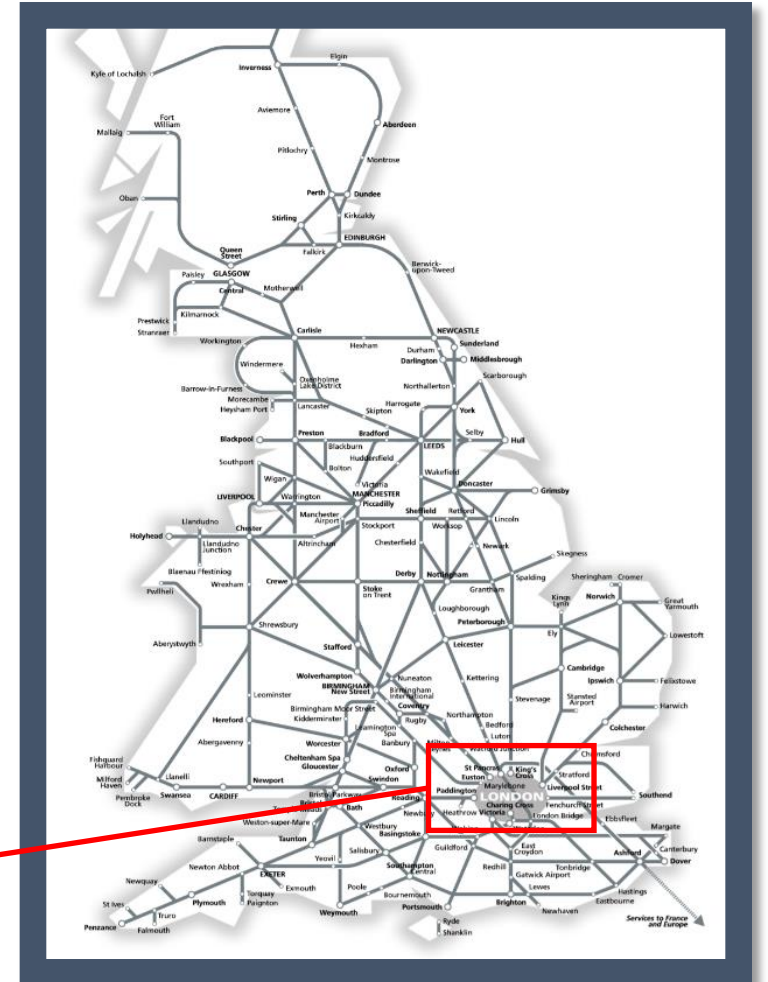 Elgin
Inverness
Kyle of Lochalsh
Aviemore
Fort
William
Mallaig
Aberdeen
Pitlochry
Montrose
Perth
Dundee
Oban
Kirkcaldy
Stirling
EDINBURGH
Queen
Street
Falkirk
Berwick-
upon-Tweed
Paisley
GLASGOW
Central
Motherwell
Kilmarnock
Prestwick
Stranraer
Carlisle
NEWCASTLE
Workington
Hexham
Sunderland
Durham
Darlington
Middlesbrough
Windermere
Scarborough
Oxenholme
Lake District
Barrow-in-Furness
Northallerton
Morecambe
Heysham Port
Lancaster
Harrogate
York
Skipton
Blackpool
Preston
Bradford
Selby
Hull
Blackburn
LEEDS
Huddersfield
Southport
Bolton
Wakefield
Wigan
Victoria
Doncaster
MANCHESTER
Grimsby
LIVERPOOL
Warrington
Piccadilly
Manchester
Airport
Sheffield
Retford
Lincoln
Llandudno
Stockport
Worksop
Holyhead
Chester
Llandudno
Junction
Altrincham
Chesterfield
Newark
Skegness
Blaenau Ffestiniog
Pwllheli
Wrexham
Crewe
Stoke
on Trent
Derby
Nottingham
Grantham
Spalding
Sheringham
Cromer
Kings
Lynn
Norwich
Great
Yarmouth
Loughborough
Peterborough
Shrewsbury
Ely
Lowestoft
Aberystwyth
Stafford
Leicester
Wolverhampton
Cambridge
BIRMINGHAM
New Street
Nuneaton
Kettering
Ipswich
Felixstowe
Birmingham
International
Leominster
Stevenage
Stansted
Airport
Birmingham Moor Street
Coventry
Harwich
Kidderminster
Rugby
Northampton
Hereford
Leamington
Spa
Bedford
Colchester
Abergavenny
Worcester
Banbury
Milton
Keynes
Luton
Watford Junction
Chelmsford
Cheltenham Spa
Gloucester
Oxford
St Pancras
Euston
King's
Cross
Stratford
Fishguard
Harbour
Marylebone
Milford
Haven
Llanelli
Newport
Swindon
Paddington
LONDON
Liverpool Street
Southend
Pembroke
Dock
Swansea
CARDIFF
Bristol Parkway
Reading
Charing Cross
Fenchurch Street
Bath
Heathrow
Victoria
London Bridge
Ebbsfleet
Weston-super-Mare
Newbury
Margate
Barnstaple
Westbury
Basingstoke
East
Croydon
Canterbury
Taunton
Salisbury
Guildford
Ashford
Dover
Newton Abbot
Yeovil
Southampton
Central
Redhill
Tonbridge
EXETER
Gatwick Airport
Newquay
Exmouth
Poole
Lewes
Hastings
St Ives
Plymouth
Torquay
Paignton
Bournemouth
Eastbourne
Truro
Weymouth
Portsmouth
Brighton
Newhaven
Penzance
Falmouth
Ryde
Shanklin
Services to France
and Europe